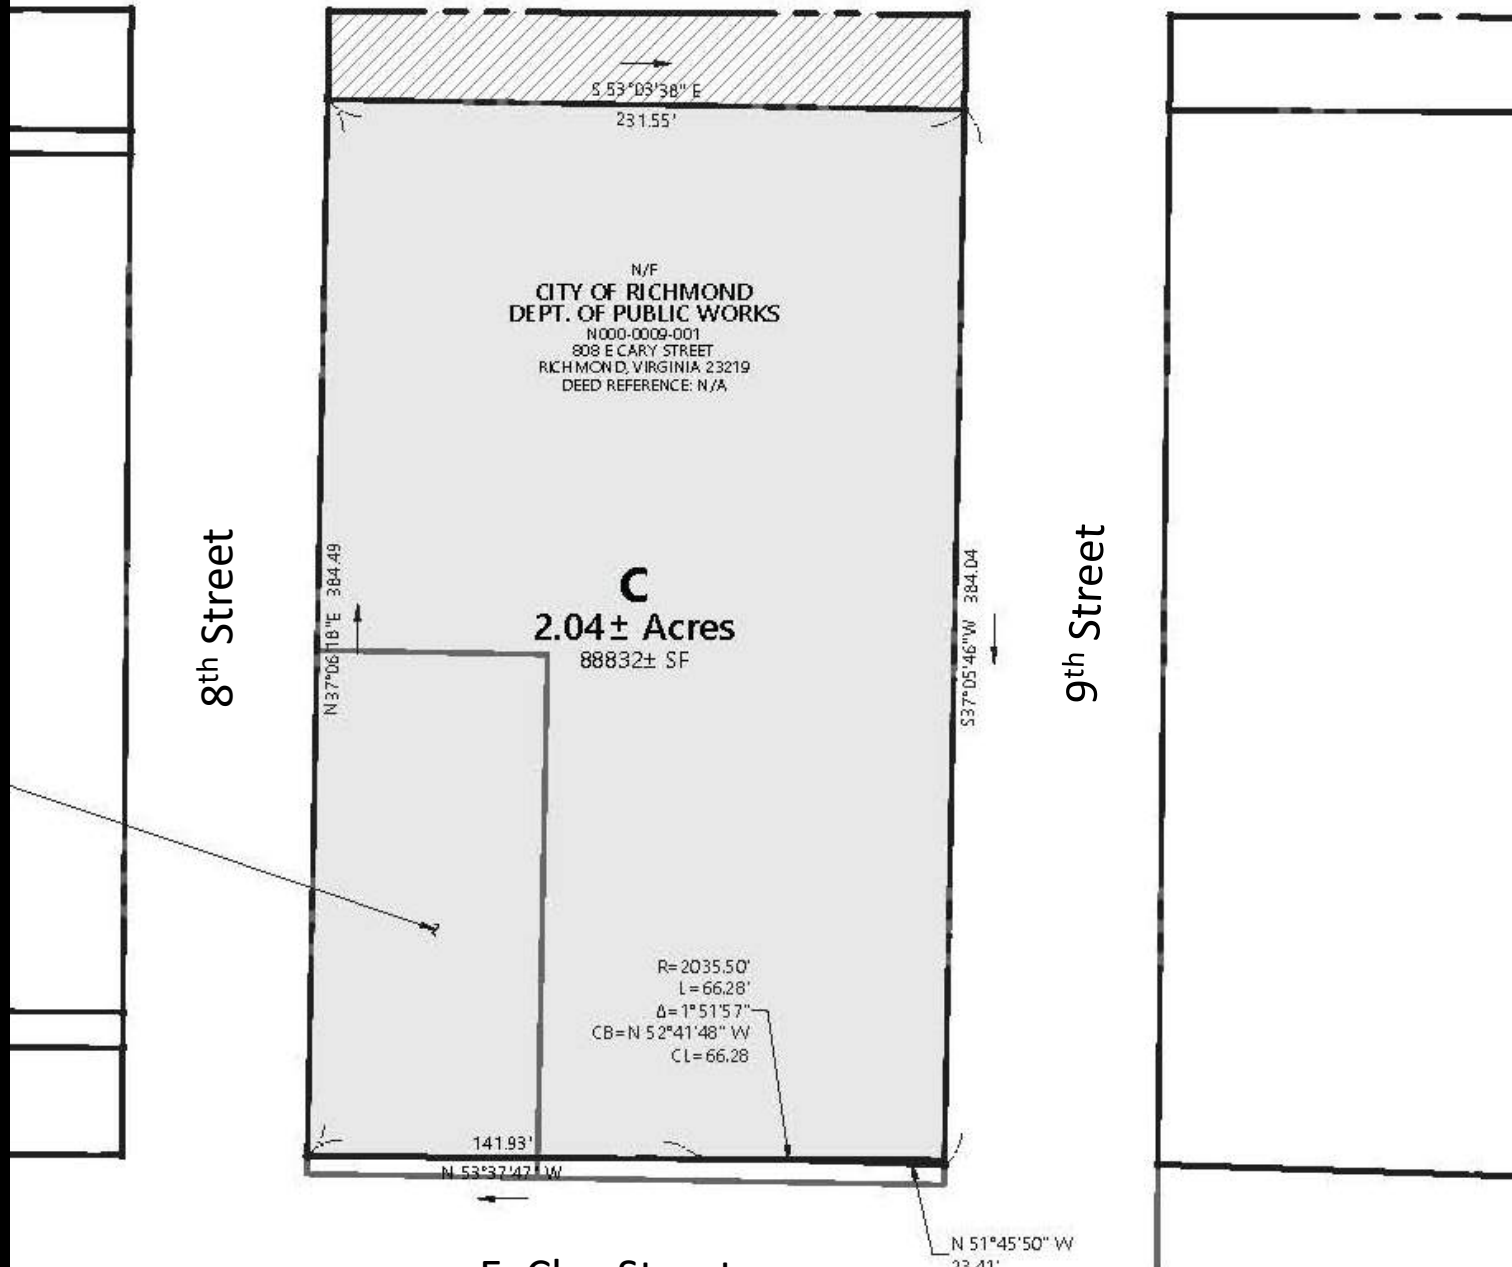 S 53°03'38" E
231.55'
N/F
CITY OF RICHMOND
DEPT. OF PUBLIC WORKS
N000-0009-001
808 E CARY STREET
RICHMOND, VIRGINIA 23219
DEED REFERENCE: N/A
8th Street
N37°06'18"E 384.49
C
2.04± Acres
88832± SF
S37°05'46"W 384.04
9th Street
R=2035.50'
L=66.28'
Δ=1°51'57"
CB=N 52°41'48" W
CL=66.28
141.93'
N 53°37'47" W
N 51°45'50" W
23.41'